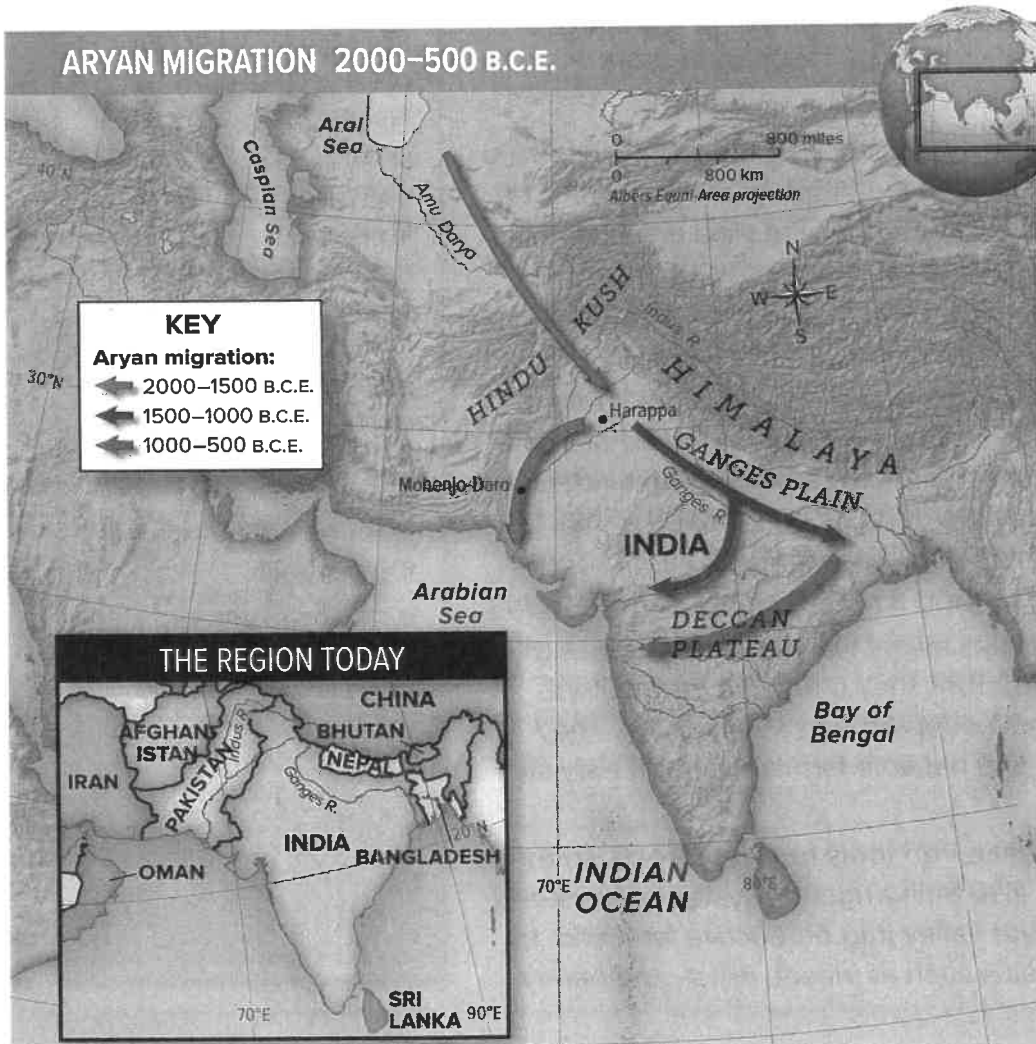 ARYAN MIGRATION 2000–500 B.C.E.
Aral
Sea
Caspian Sea
Amu Darya
0 800 miles
0 800 km
Albers Equal-Area projection
40°N
N
W E
S
KEY
Aryan migration:
2000–1500 B.C.E.
1500–1000 B.C.E.
1000–500 B.C.E.
30°N
HINDU KUSH
Indus R.
HIMALAYA
Harappa
GANGES PLAIN
Mohenjo-Daro
Ganges R.
INDIA
Arabian
Sea
DECCAN
PLATEAU
Bay of
Bengal
70°E
INDIAN
OCEAN
80°E
THE REGION TODAY
CHINA
AFGHAN
ISTAN
Indus R.
BHUTAN
NEPAL
IRAN
PAKISTAN
Ganges R.
INDIA
20°N
BANGLADESH
OMAN
70°E
SRI
LANKA
90°E